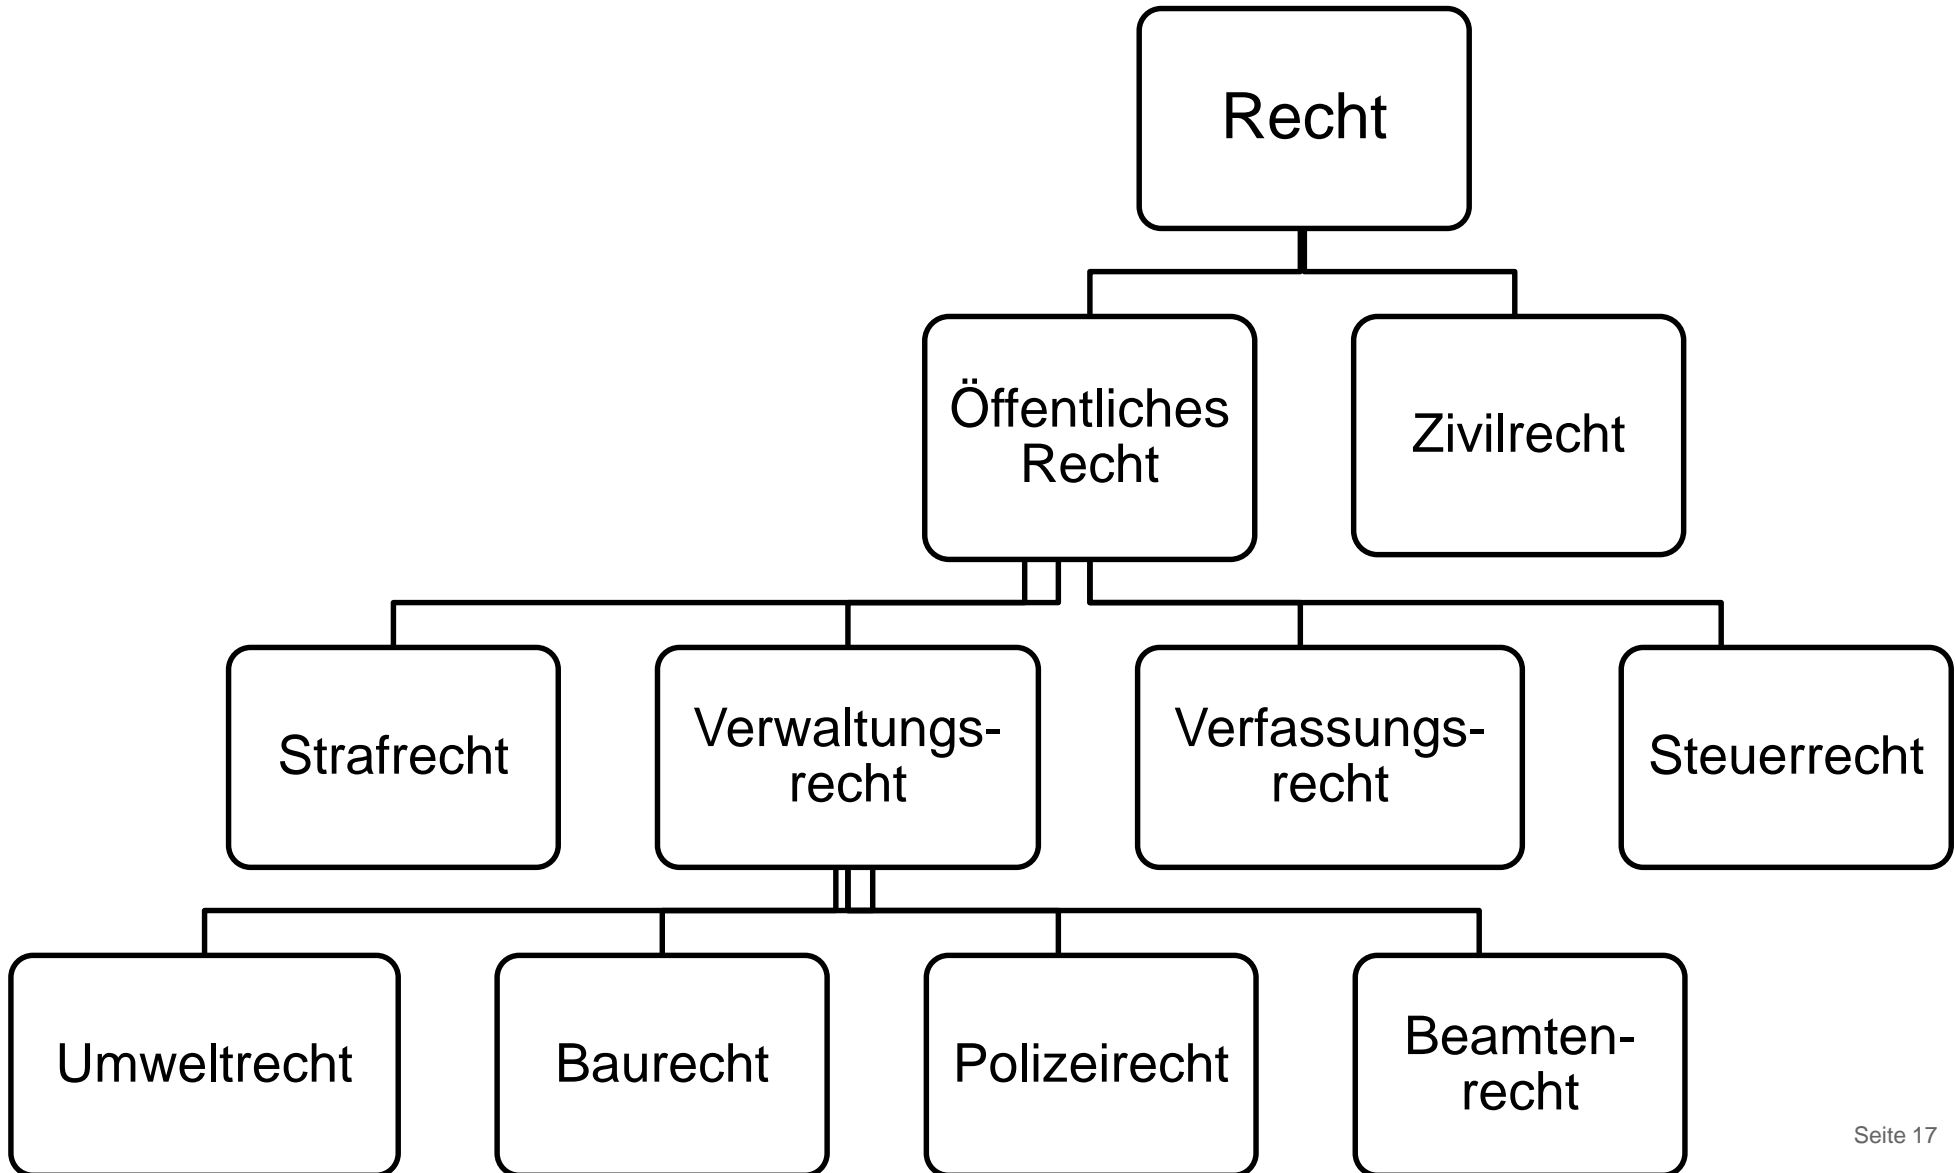 Recht
Öffentliches
Recht
Zivilrecht
Strafrecht
Verwaltungs-
recht
Verfassungs-
recht
Steuerrecht
Umweltrecht
Baurecht
Polizeirecht
Beamten-
recht
Seite 17